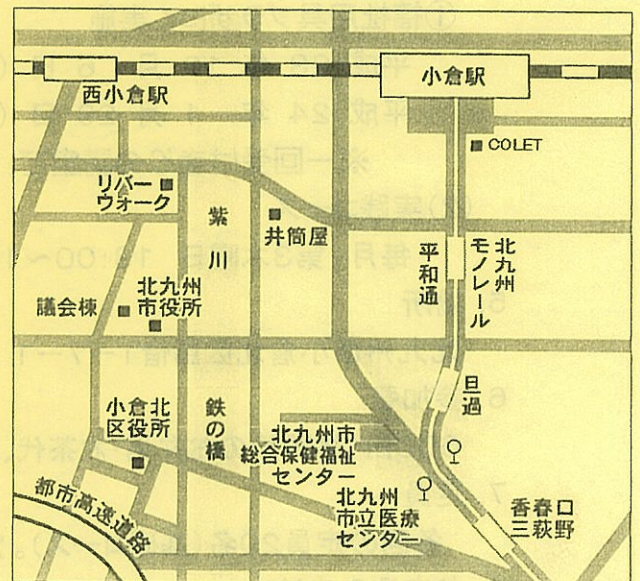 小倉駅
西小倉駅
COLET
リバー
ウォーク
紫川
井筒屋
平和通
北九州
モノレール
北九州
市役所
議会棟
旦過
小倉北
区役所
鉄の橋
北九州市
総合保健福祉
センター
北九州
市立医療
センター
香春口
三萩野
都市高速道路